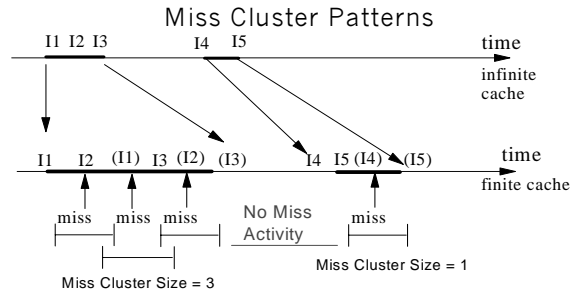 Miss Cluster Patterns
I1 I2 I3 I4 I5 time
infinite
cache
I1 I2 (I1) I3 (I2) (I3) I4 I5 (I4) (I5) time
finite cache
miss miss miss No Miss miss
Activity
Miss Cluster Size = 3 Miss Cluster Size = 1